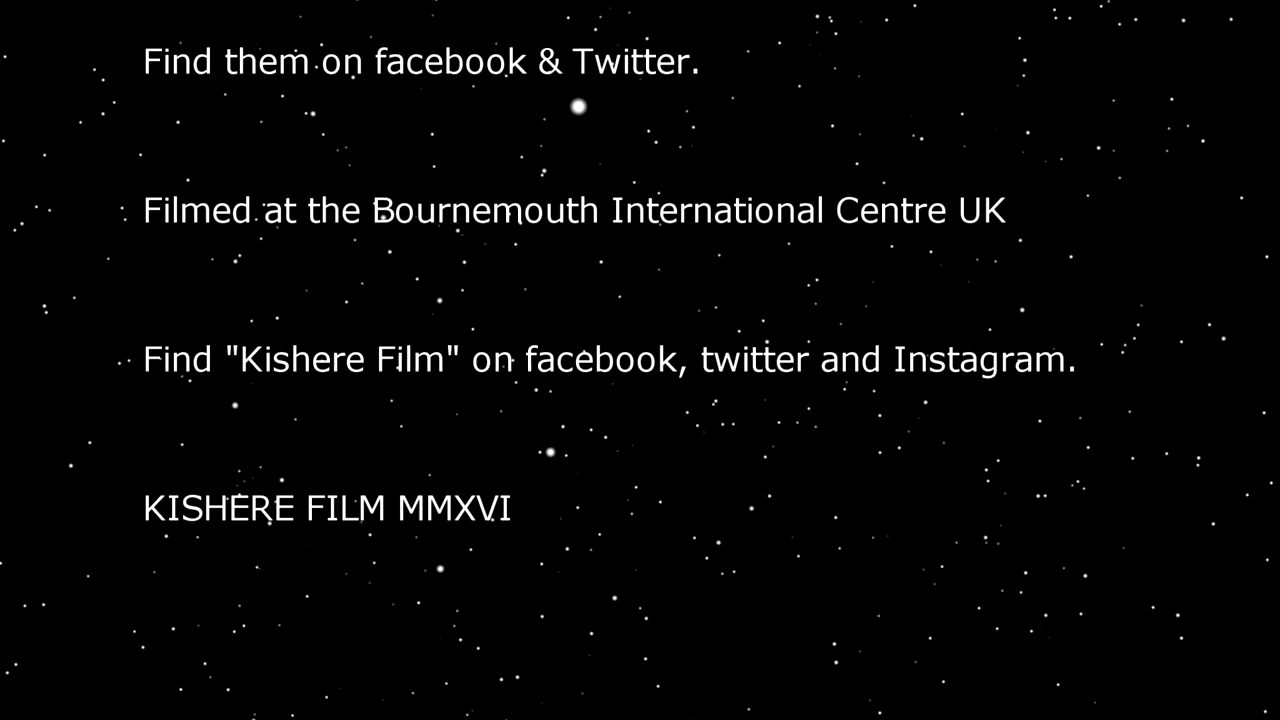 Find them on facebook & Twitter.
Filmed at the Bournemouth International Centre UK
Find "Kishere Film" on facebook, twitter and Instagram.
KISHERE FILM MMXVI